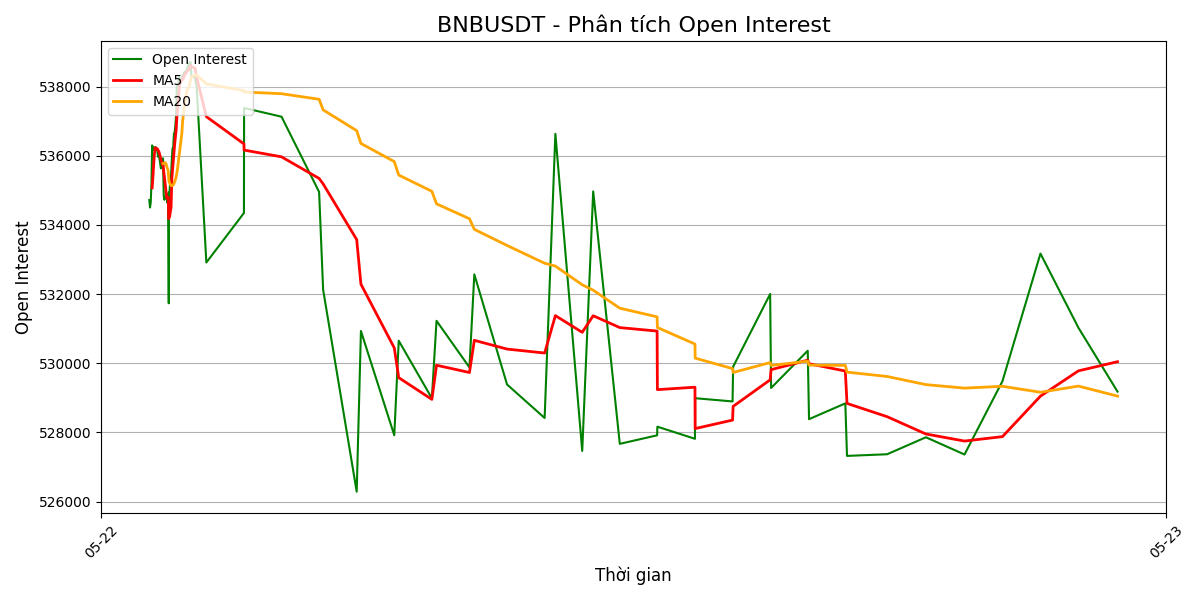 BNBUSDT - Phân tích Open Interest
Open Interest
MA5
MA20
Open Interest
538000
536000
534000
532000
530000
528000
526000
05-22
05-23
Thời gian